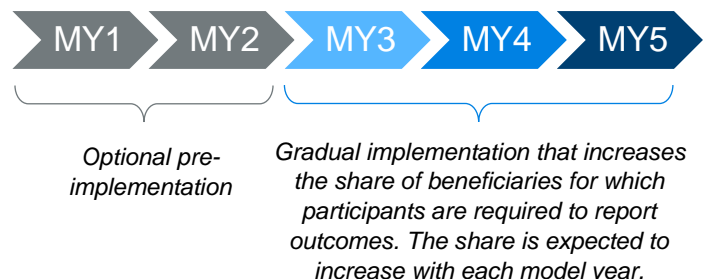 MY1 MY2 MY3 MY4 MY5
Optional pre-
implementation
Gradual implementation that increases
the share of beneficiaries for which
participants are required to report
outcomes. The share is expected to
increase with each model year.